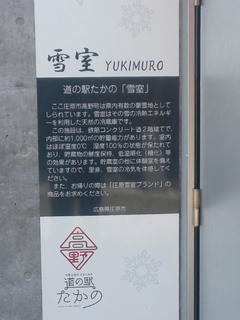 雪室 YUKIMURO
道の駅たかの「雪室」
ここ庄原市高野町は県内有数の豪雪地として
しられています。雪室はその雪の冷熱エネルギー
を利用した天然の冷蔵庫です。
この施設は、鉄筋コンクリート造2階建てで、
内部に約1,000㎥の貯雪能力があります。室内
はほぼ温度0℃ 湿度100%の状態が保たれて
おり、貯蔵物の鮮度保持、低温糖化(糖化)等
の効果があります。貯蔵室の他に体験室を備え
ていますので、是非、雪室の冷気を体感してく
ださい。
また、お帰りの際は「庄原雪室ブランド」の
商品をお求めください。
広島県庄原市
高野
道の駅
たかの